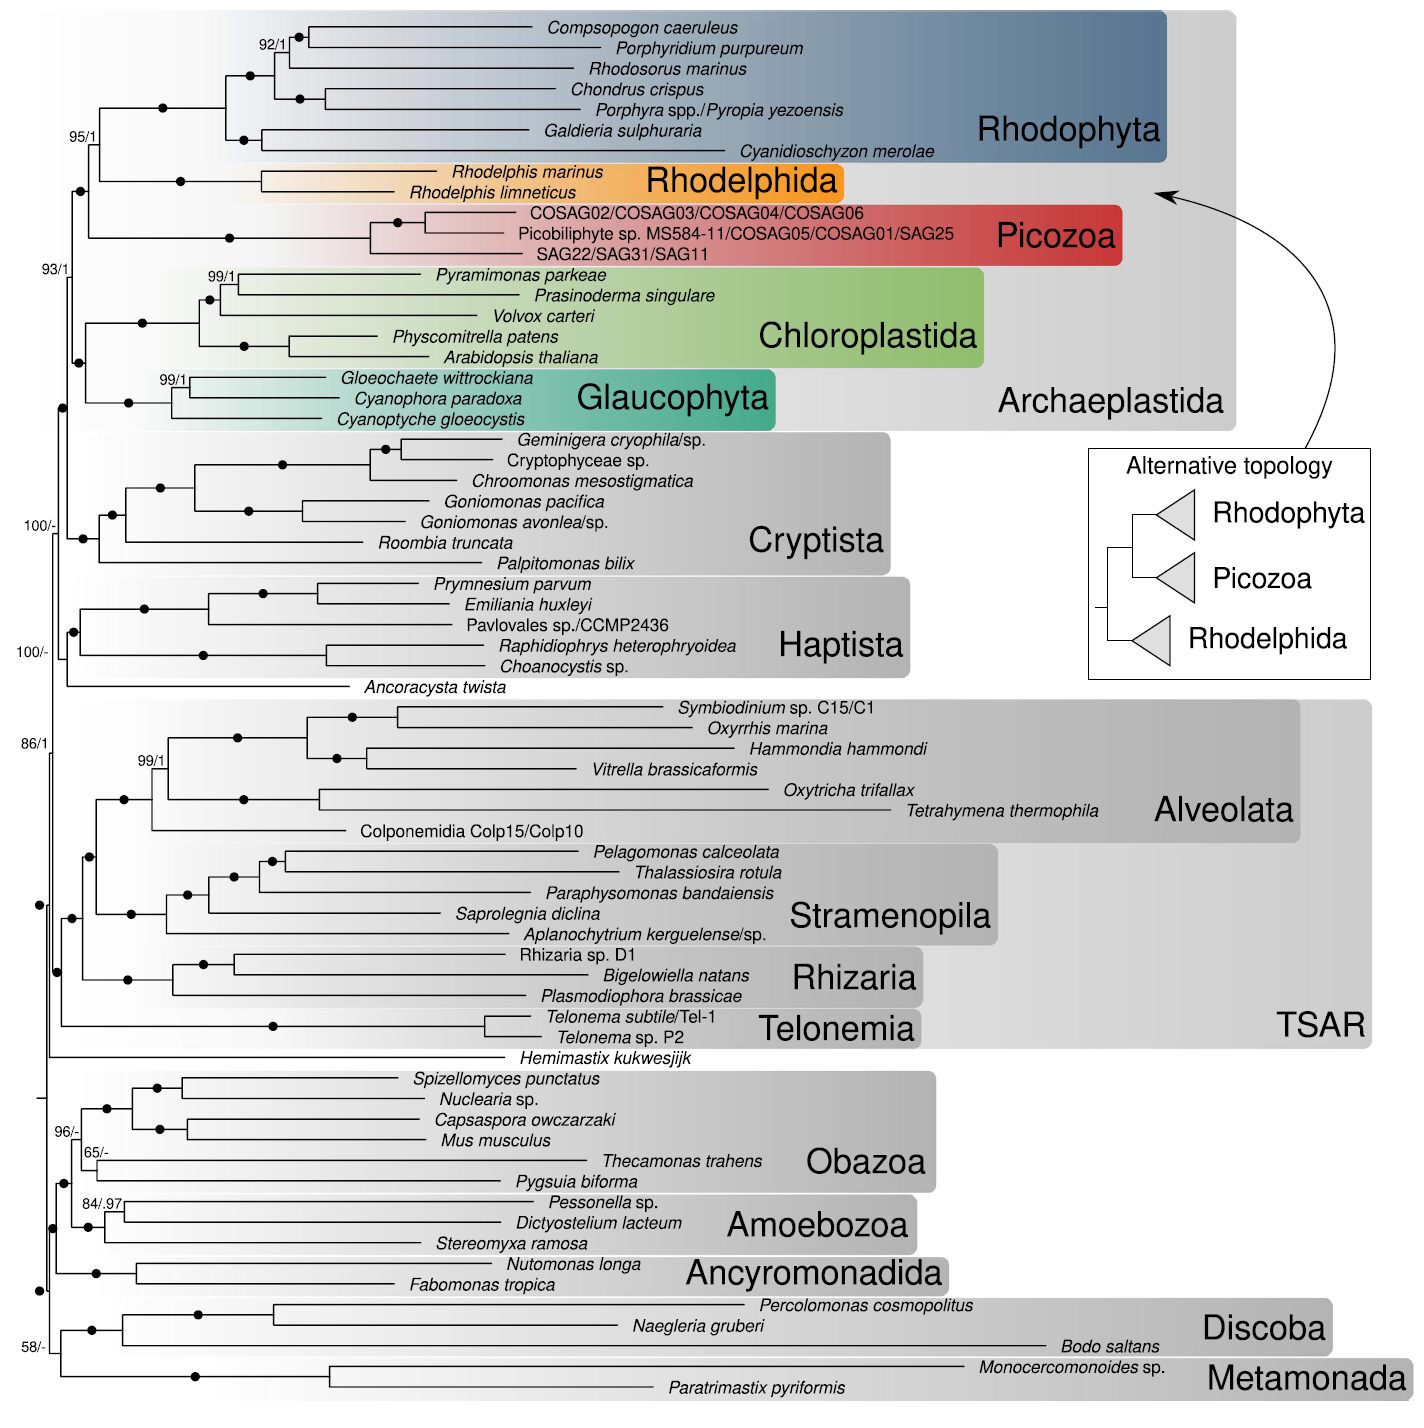 Compsopogon caeruleus
92/1
Porphyridium purpureum
Rhodosorus marinus
Chondrus crispus
Porphyra spp./Pyropia yezoensis
Galdieria sulphuraria
Rhodophyta
95/1
Cyanidioschyzon merolae
Rhodelphis marinus
Rhodelphida
Rhodelphis limneticus
COSAG02/COSAG03/COSAG04/COSAG06
Picobiliphyte sp. MS584-11/COSAG05/COSAG01/SAG25
Picozoa
SAG22/SAG31/SAG11
93/1
99/1
Pyramimonas parkeae
Prasinoderma singulare
Volvox carteri
Chloroplastida
Physcomitrella patens
Arabidopsis thaliana
99/1
Gloeochaete wittrockiana
Cyanophora paradoxa
Glaucophyta
Archaeplastida
Cyanoptyche gloeocystis
Geminigera cryophila/sp.
Cryptophyceae sp.
Chroomonas mesostigmatica
Goniomonas pacifica
Goniomonas avonlea/sp.
100/-
Roombia truncata
Cryptista
Palpitomonas bilix
Alternative topology
Rhodophyta
Picozoa
Rhodelphida
Prymnesium parvum
Emiliania huxleyi
Pavlovales sp./CCMP2436
Haptista
100/-
Raphidiophrys heterophryoidea
Choanocystis sp.
Ancoracysta twista
Symbiodinium sp. C15/C1
Oxyrrhis marina
86/1
Hammondia hammondi
99/1
Vitrella brassicaformis
Oxytricha trifallax
Tetrahymena thermophila
Alveolata
Colponemidia Colp15/Colp10
Pelagomonas calceolata
Thalassiosira rotula
Paraphysomonas bandaiensis
Saprolegnia diclina
Stramenopila
Aplanochytrium kerguelense/sp.
Rhizaria sp. D1
Bigelowiella natans
Rhizaria
Plasmodiophora brassicae
Telonema subtile/Tel-1
Telonemia
TSAR
Telonema sp. P2
Hemimastix kukwesjijk
Spizellomyces punctatus
Nuclearia sp.
Capsaspora owczarzaki
96/-
Mus musculus
65/-
Thecamonas trahens
Obazoa
Pygsuia biforma
84/.97
Pessonella sp.
Dictyostelium lacteum
Amoebozoa
Stereomyxa ramosa
Nutomonas longa
Ancyromonadida
Fabomonas tropica
Percolomonas cosmopolitus
Naegleria gruberi
Discoba
58/-
Bodo saltans
Monocercomonoides sp.
Metamonada
Paratrimastix pyriformis